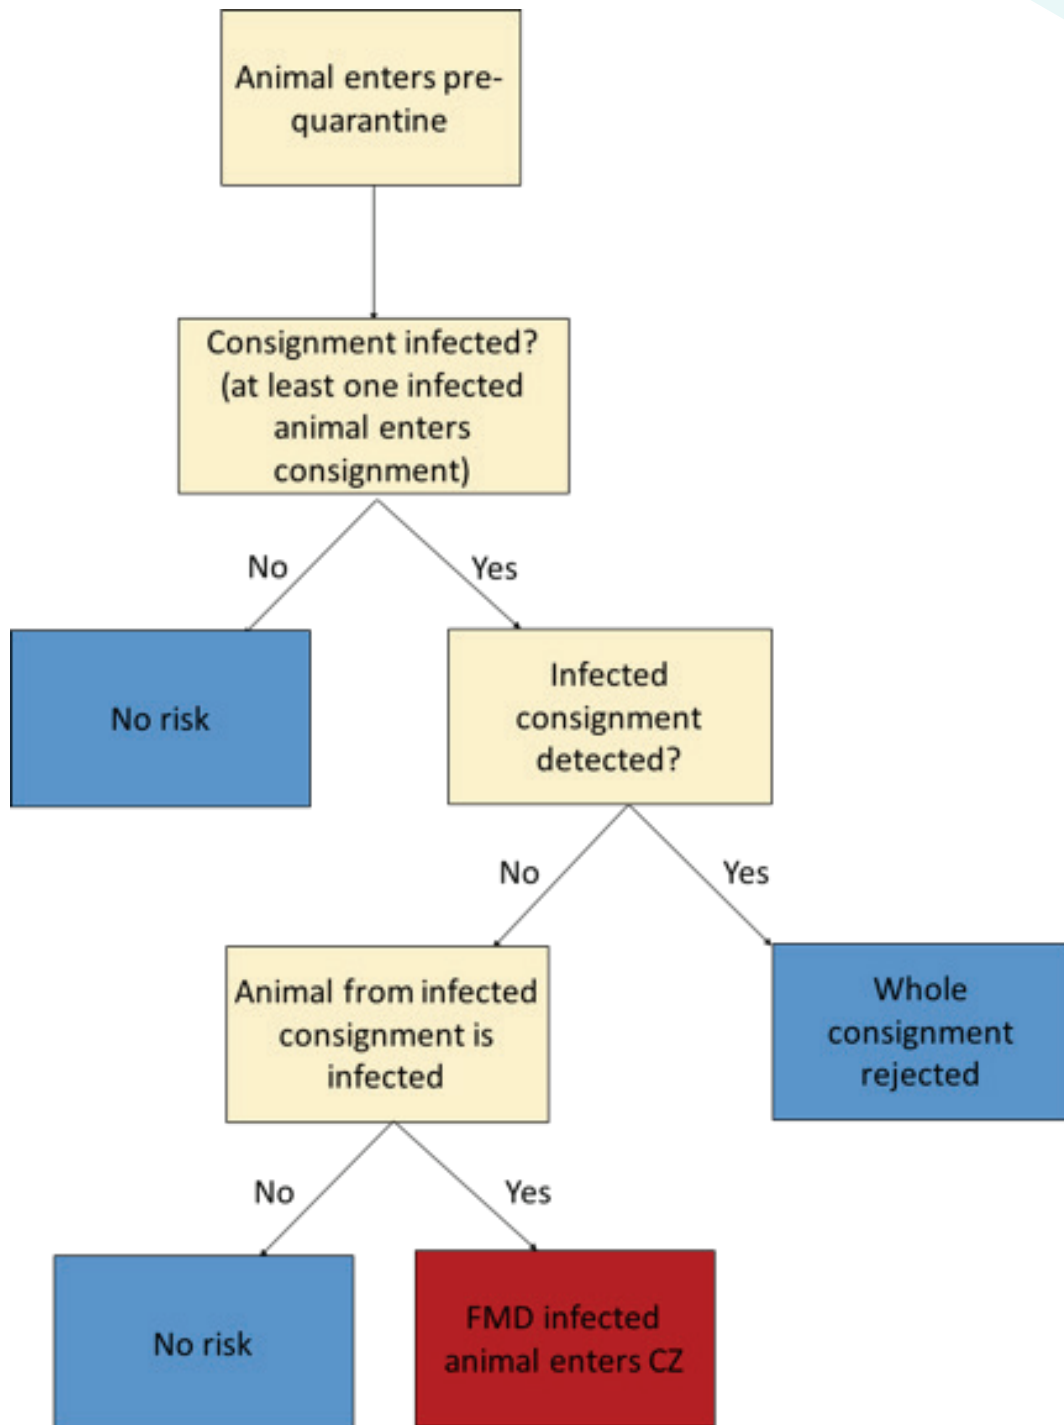 Animal enters pre-
quarantine
Consignment infected?
(at least one infected
animal enters
consignment)
No
Yes
No risk
Infected
consignment
detected?
No
Yes
Animal from infected
consignment is
infected
Whole
consignment
rejected
No
Yes
No risk
FMD infected
animal enters CZ